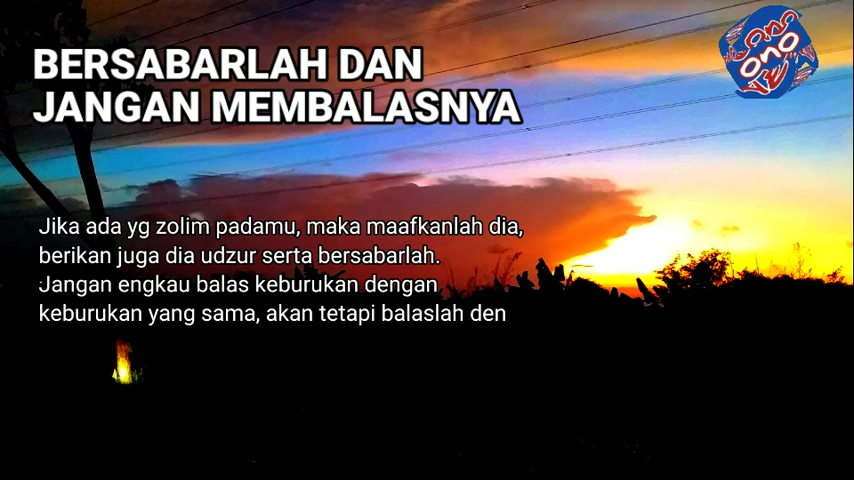 BERSABARLAH DAN
JANGAN MEMBALASNYA
ono
Jika ada yg zolim padamu, maka maafkanlah dia,
berikan juga dia udzur serta bersabarlah.
Jangan engkau balas keburukan dengan
keburukan yang sama, akan tetapi balaslah den